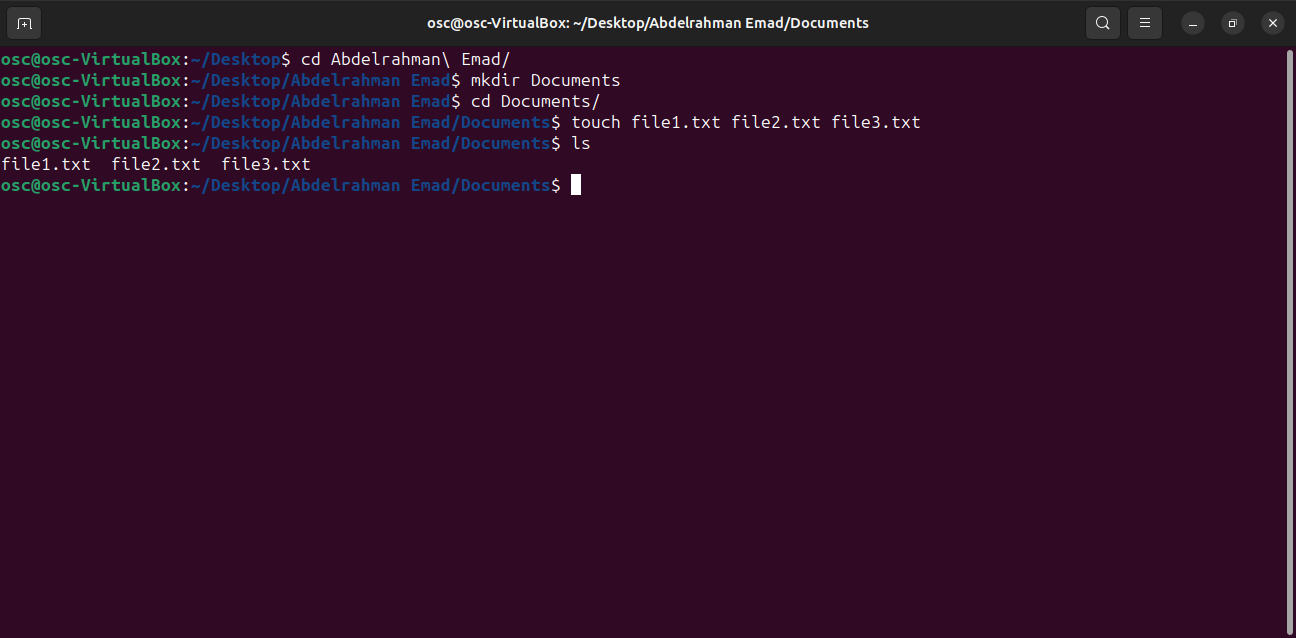 osc@osc-VirtualBox: ~/Desktop/Abdelrahman Emad/Documents
osc@osc-VirtualBox:~/Desktop$ cd Abdelrahman\ Emad/
osc@osc-VirtualBox:~/Desktop/Abdelrahman Emad$ mkdir Documents
osc@osc-VirtualBox:~/Desktop/Abdelrahman Emad$ cd Documents/
osc@osc-VirtualBox:~/Desktop/Abdelrahman Emad/Documents$ touch file1.txt file2.txt file3.txt
osc@osc-VirtualBox:~/Desktop/Abdelrahman Emad/Documents$ ls
file1.txt  file2.txt  file3.txt
osc@osc-VirtualBox:~/Desktop/Abdelrahman Emad/Documents$